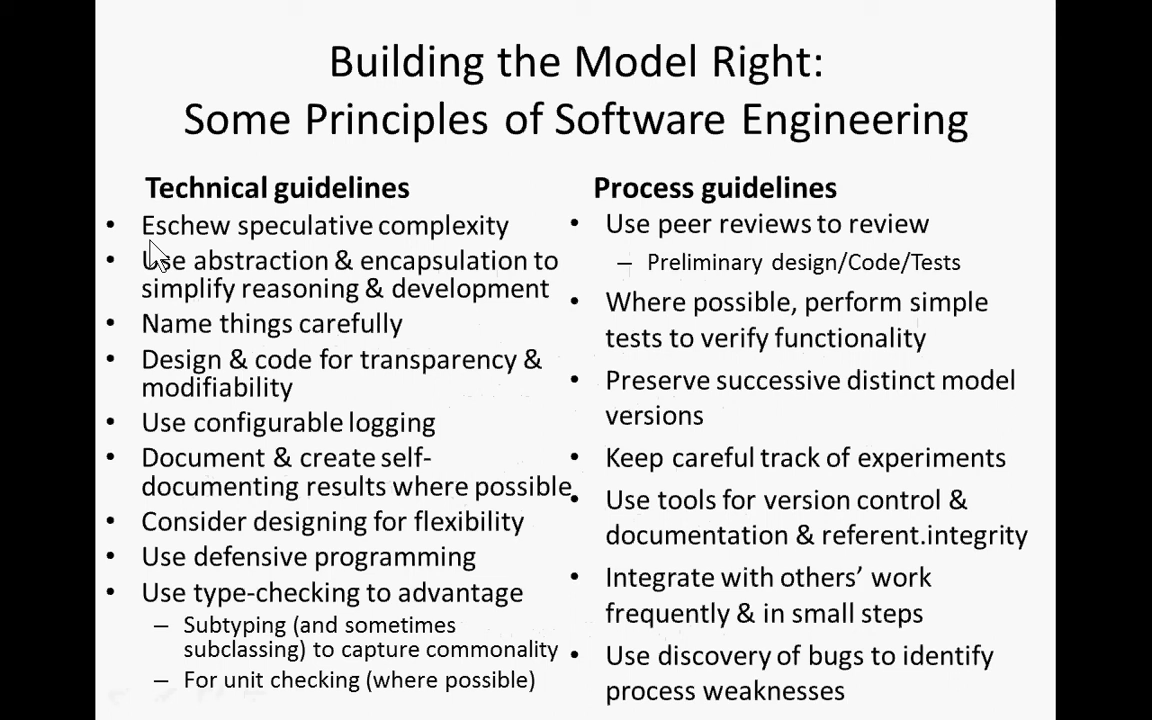 Building the Model Right:
Some Principles of Software Engineering
Technical guidelines
• Eschew speculative complexity
• Use abstraction & encapsulation to
simplify reasoning & development
• Name things carefully
• Design & code for transparency &
modifiability
• Use configurable logging
• Document & create self-
documenting results where possible
• Consider designing for flexibility
• Use defensive programming
• Use type-checking to advantage
– Subtyping (and sometimes
subclassing) to capture commonality
– For unit checking (where possible)
Process guidelines
• Use peer reviews to review
– Preliminary design/Code/Tests
• Where possible, perform simple
tests to verify functionality
• Preserve successive distinct model
versions
• Keep careful track of experiments
• Use tools for version control &
documentation & referent.integrity
• Integrate with others’ work
frequently & in small steps
• Use discovery of bugs to identify
process weaknesses